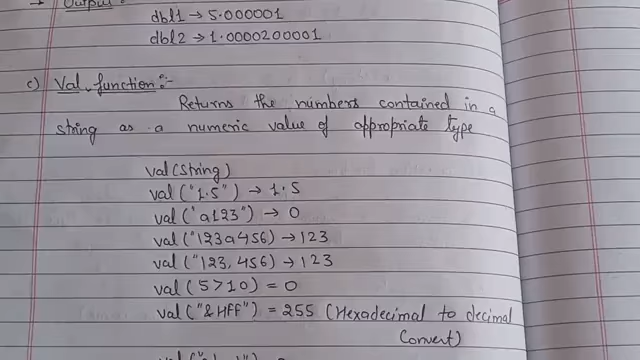 → Output :
dbl1 → 5.000001
dbl2 → 1.0000200001
c) Val function :-
Returns the numbers contained in a
string as a numeric value of appropriate type
val(String)
val("1.5") → 1.5
val("a123") → 0
val("123a456) → 123
val("123,456) → 123
val (5>10) = 0
val("&HFF") = 255 (Hexadecimal to decimal
Convert)